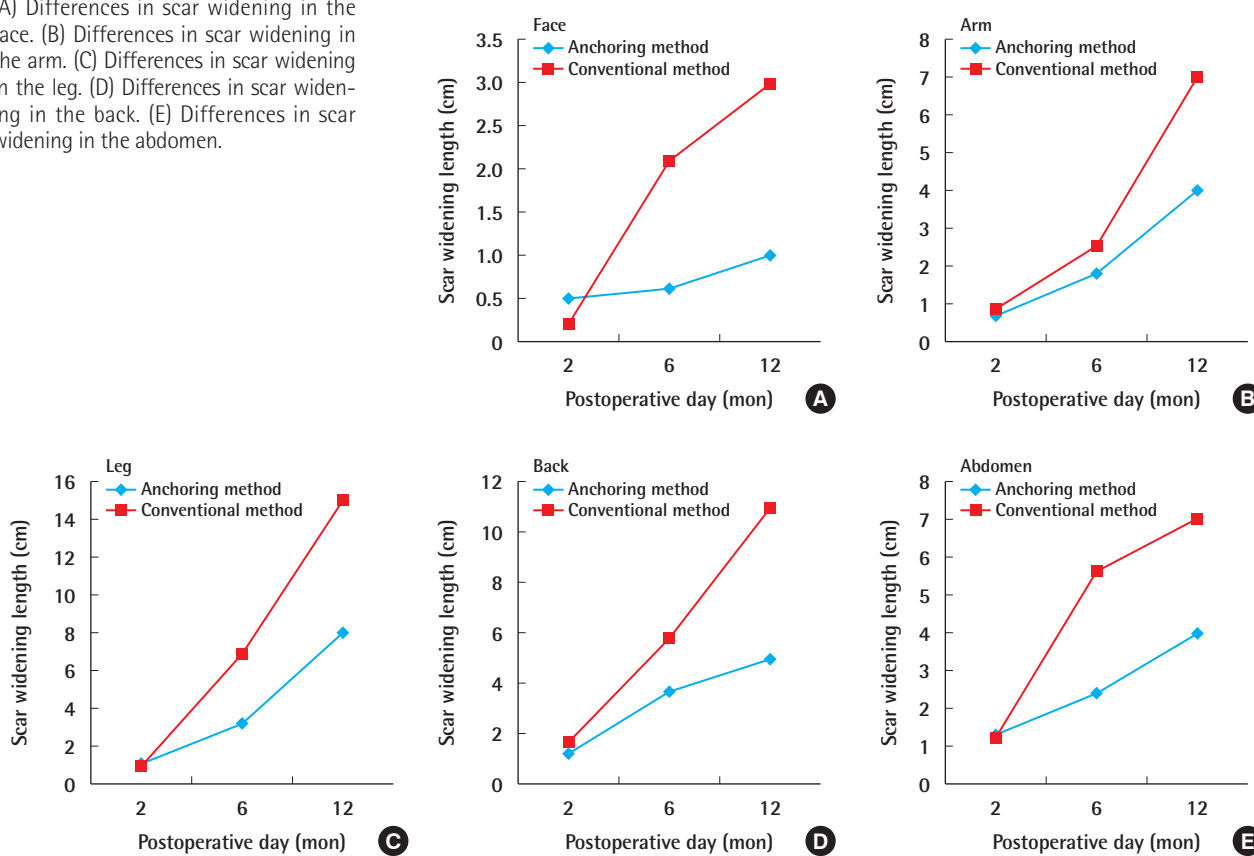 A) Differences in scar widening in the
ace. (B) Differences in scar widening in
he arm. (C) Differences in scar widening
n the leg. (D) Differences in scar widen-
ng in the back. (E) Differences in scar
widening in the abdomen.
Face
Anchoring method
Conventional method
3.5
3.0
2.5
2.0
1.5
1.0
0.5
0
Scar widening length (cm)
2 6 12
Postoperative day (mon)
A
Arm
Anchoring method
Conventional method
8
7
6
5
4
3
2
1
0
Scar widening length (cm)
2 6 12
Postoperative day (mon)
B
Leg
Anchoring method
Conventional method
16
14
12
10
8
6
4
2
0
Scar widening length (cm)
2 6 12
Postoperative day (mon)
C
Back
Anchoring method
Conventional method
12
10
8
6
4
2
0
Scar widening length (cm)
2 6 12
Postoperative day (mon)
D
Abdomen
Anchoring method
Conventional method
8
7
6
5
4
3
2
1
0
Scar widening length (cm)
2 6 12
Postoperative day (mon)
E